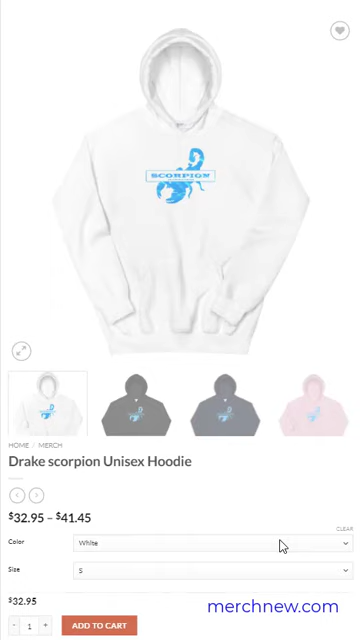 SCORPION
HOME / MERCH
Drake scorpion Unisex Hoodie
< >
$32.95 – $41.45
CLEAR
Color White
Size S
$32.95
- 1 + ADD TO CART
merchnew.com